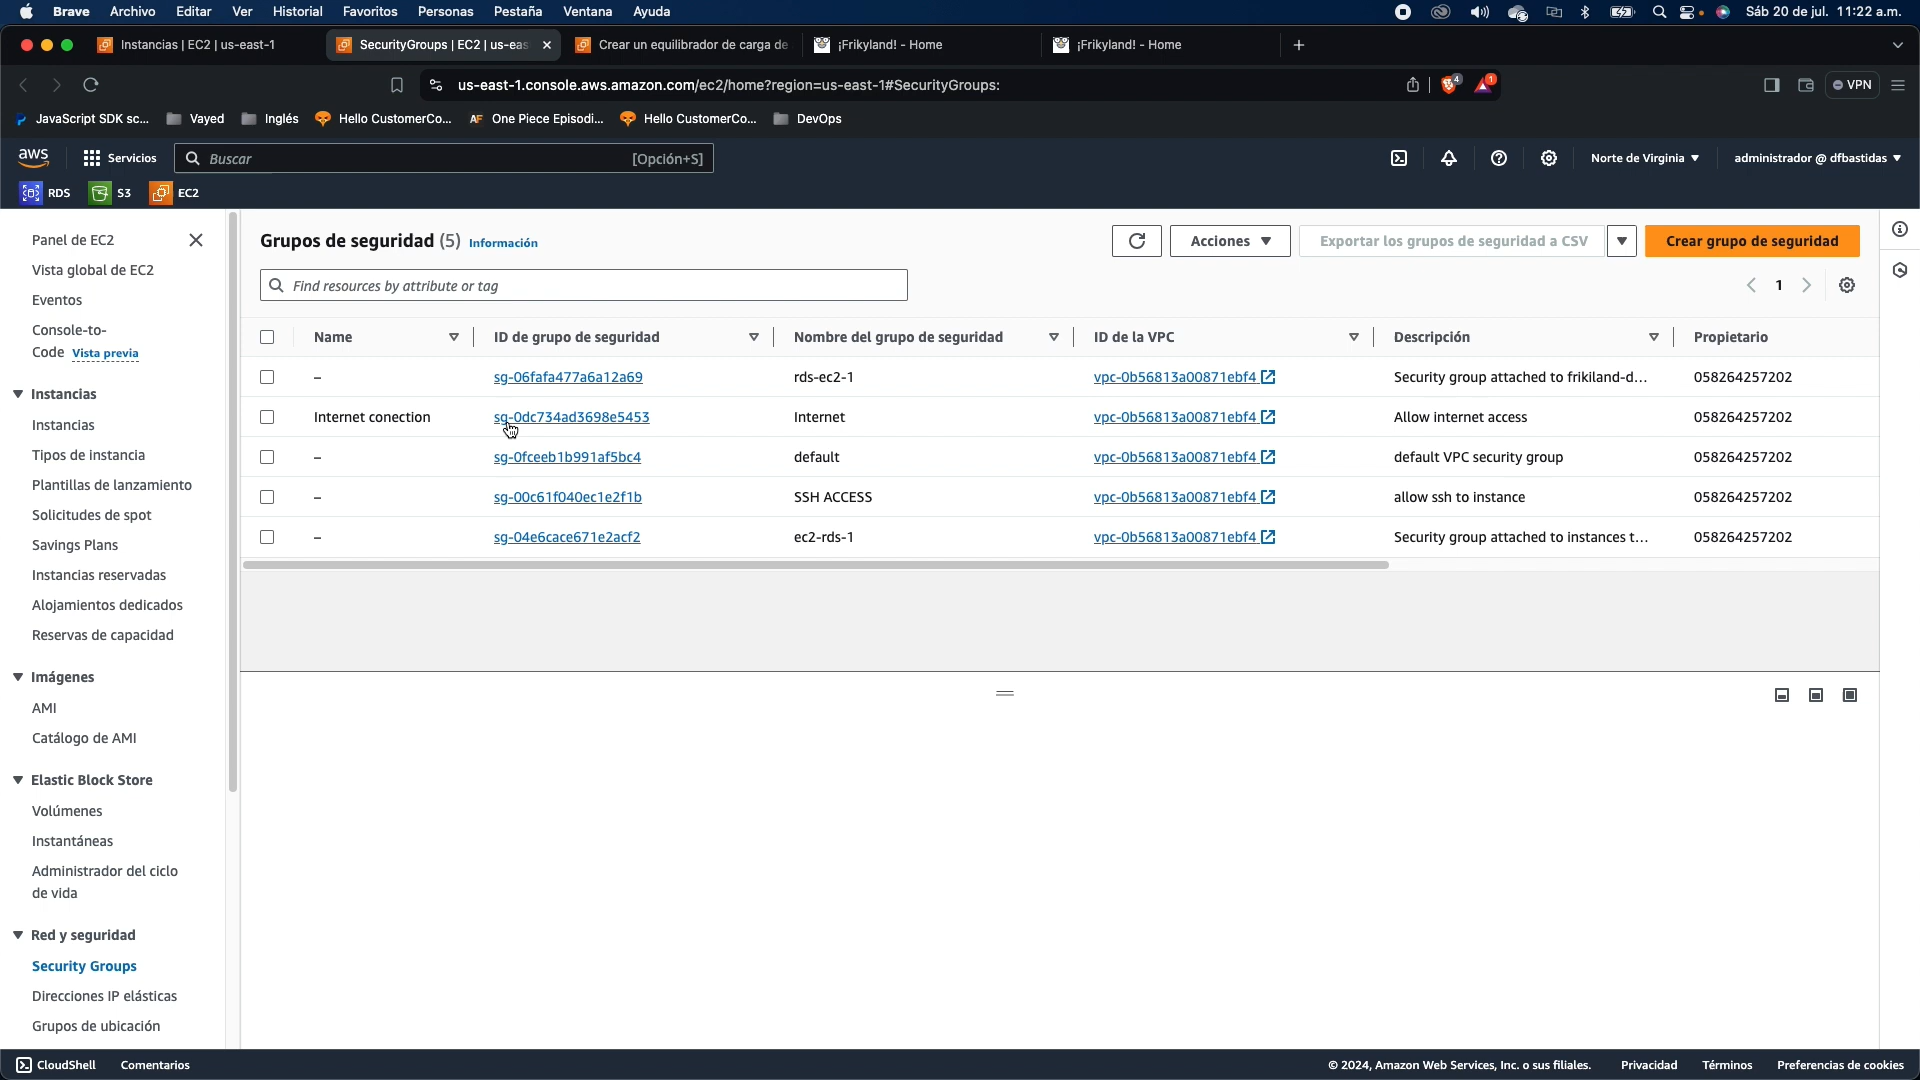 Brave Archivo Editar Ver Historial Favoritos Personas Pestaña Ventana Ayuda Sáb 20 de jul. 11:22 a.m.
Instancias | EC2 | us-east-1 SecurityGroups | EC2 | us-eas Crear un equilibrador de carga de ¡Frikyland! - Home ¡Frikyland! - Home
us-east-1.console.aws.amazon.com/ec2/home?region=us-east-1#SecurityGroups: 4 1 VPN
JavaScript SDK sc... Vayed Inglés Hello CustomerCo... AF One Piece Episodi... Hello CustomerCo... DevOps
aws Servicios Buscar [Opción+S] Norte de Virginia administrador @ dfbastidas
RDS S3 EC2
Panel de EC2
Vista global de EC2
Eventos
Console-to-
Code Vista previa
Instancias
Instancias
Tipos de instancia
Plantillas de lanzamiento
Solicitudes de spot
Savings Plans
Instancias reservadas
Alojamientos dedicados
Reservas de capacidad
Imágenes
AMI
Catálogo de AMI
Elastic Block Store
Volúmenes
Instantáneas
Administrador del ciclo
de vida
Red y seguridad
Security Groups
Direcciones IP elásticas
Grupos de ubicación
Grupos de seguridad (5) Información Acciones Exportar los grupos de seguridad a CSV Crear grupo de seguridad
Find resources by attribute or tag 1
Name ID de grupo de seguridad Nombre del grupo de seguridad ID de la VPC Descripción Propietario
– sg-06fafa477a6a12a69 rds-ec2-1 vpc-0b56813a00871ebf4 Security group attached to frikiland-d... 058264257202
Internet conection sg-0dc734ad3698e5453 Internet vpc-0b56813a00871ebf4 Allow internet access 058264257202
– sg-0fceeb1b991af5bc4 default vpc-0b56813a00871ebf4 default VPC security group 058264257202
– sg-00c61f040ec1e2f1b SSH ACCESS vpc-0b56813a00871ebf4 allow ssh to instance 058264257202
– sg-04e6cace671e2acf2 ec2-rds-1 vpc-0b56813a00871ebf4 Security group attached to instances t... 058264257202
CloudShell Comentarios © 2024, Amazon Web Services, Inc. o sus filiales. Privacidad Términos Preferencias de cookies